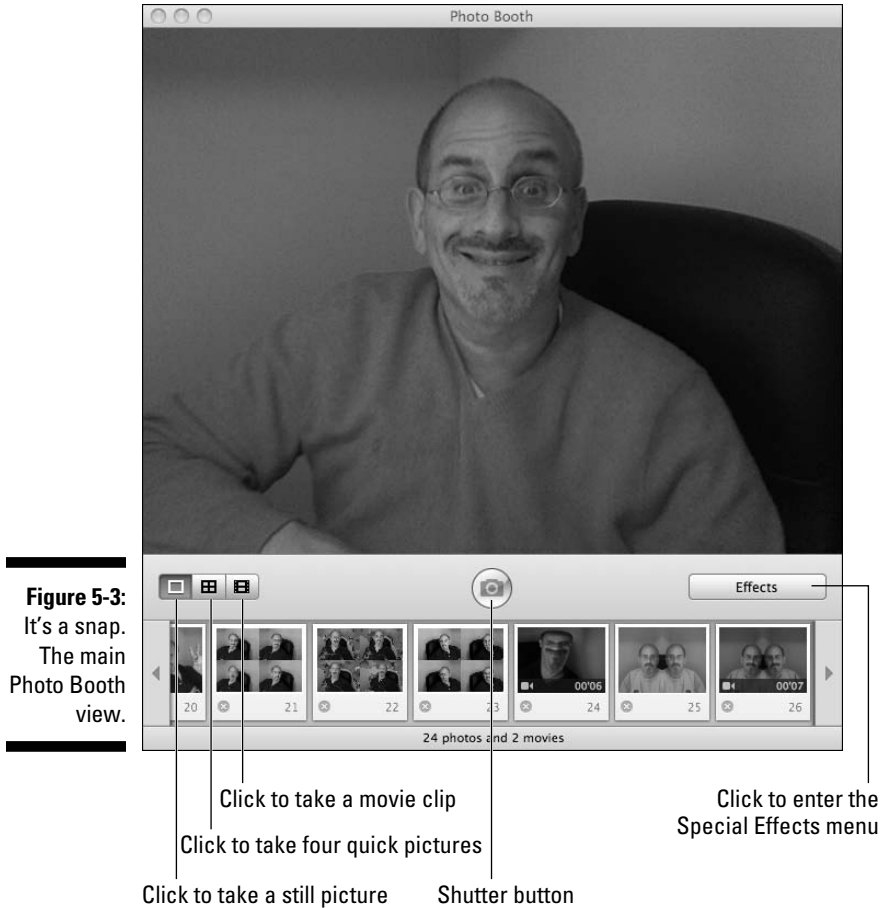 Photo Booth
Effects
00'06
00'07
20
21
22
23
24
25
26
24 photos and 2 movies
Figure 5-3:
It's a snap.
The main
Photo Booth
view.
Click to take a movie clip
Click to enter the
Special Effects menu
Click to take four quick pictures
Click to take a still picture
Shutter button